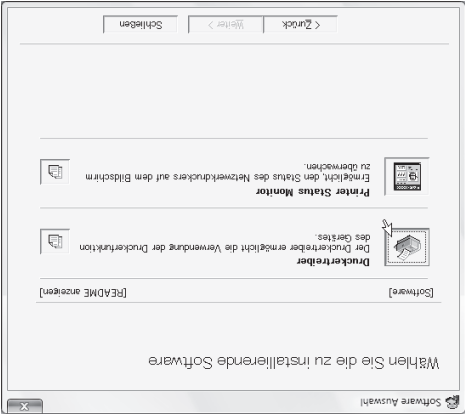 Software Auswahl
Wählen Sie die zu installierende Software
[Software] [README anzeigen]
Druckertreiber
Der Druckertreiber ermöglicht die Verwendung der Druckerfunktion
des Gerätes.
Printer Status Monitor
Ermöglicht, den Status des Netzwerkdruckers auf dem Bildschirm
zu überwachen.
< Zurück Weiter > Schließen